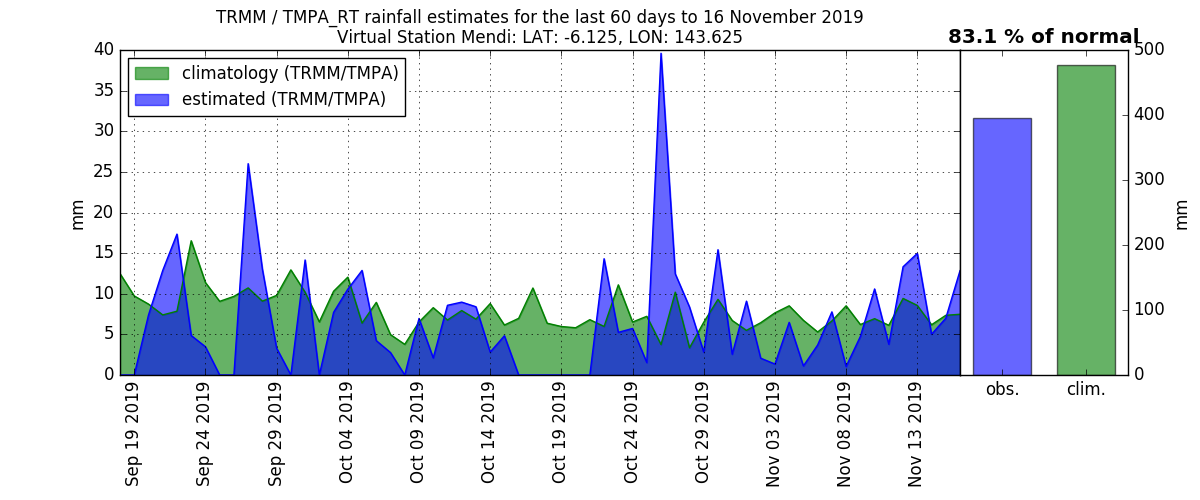 TRMM / TMPA_RT rainfall estimates for the last 60 days to 16 November 2019
Virtual Station Mendi: LAT: -6.125, LON: 143.625
83.1 % of normal
climatology (TRMM/TMPA)
estimated (TRMM/TMPA)
mm
40
35
30
25
20
15
10
5
0
Sep 19 2019
Sep 24 2019
Sep 29 2019
Oct 04 2019
Oct 09 2019
Oct 14 2019
Oct 19 2019
Oct 24 2019
Oct 29 2019
Nov 03 2019
Nov 08 2019
Nov 13 2019
obs.
clim.
500
400
300
200
100
0
mm